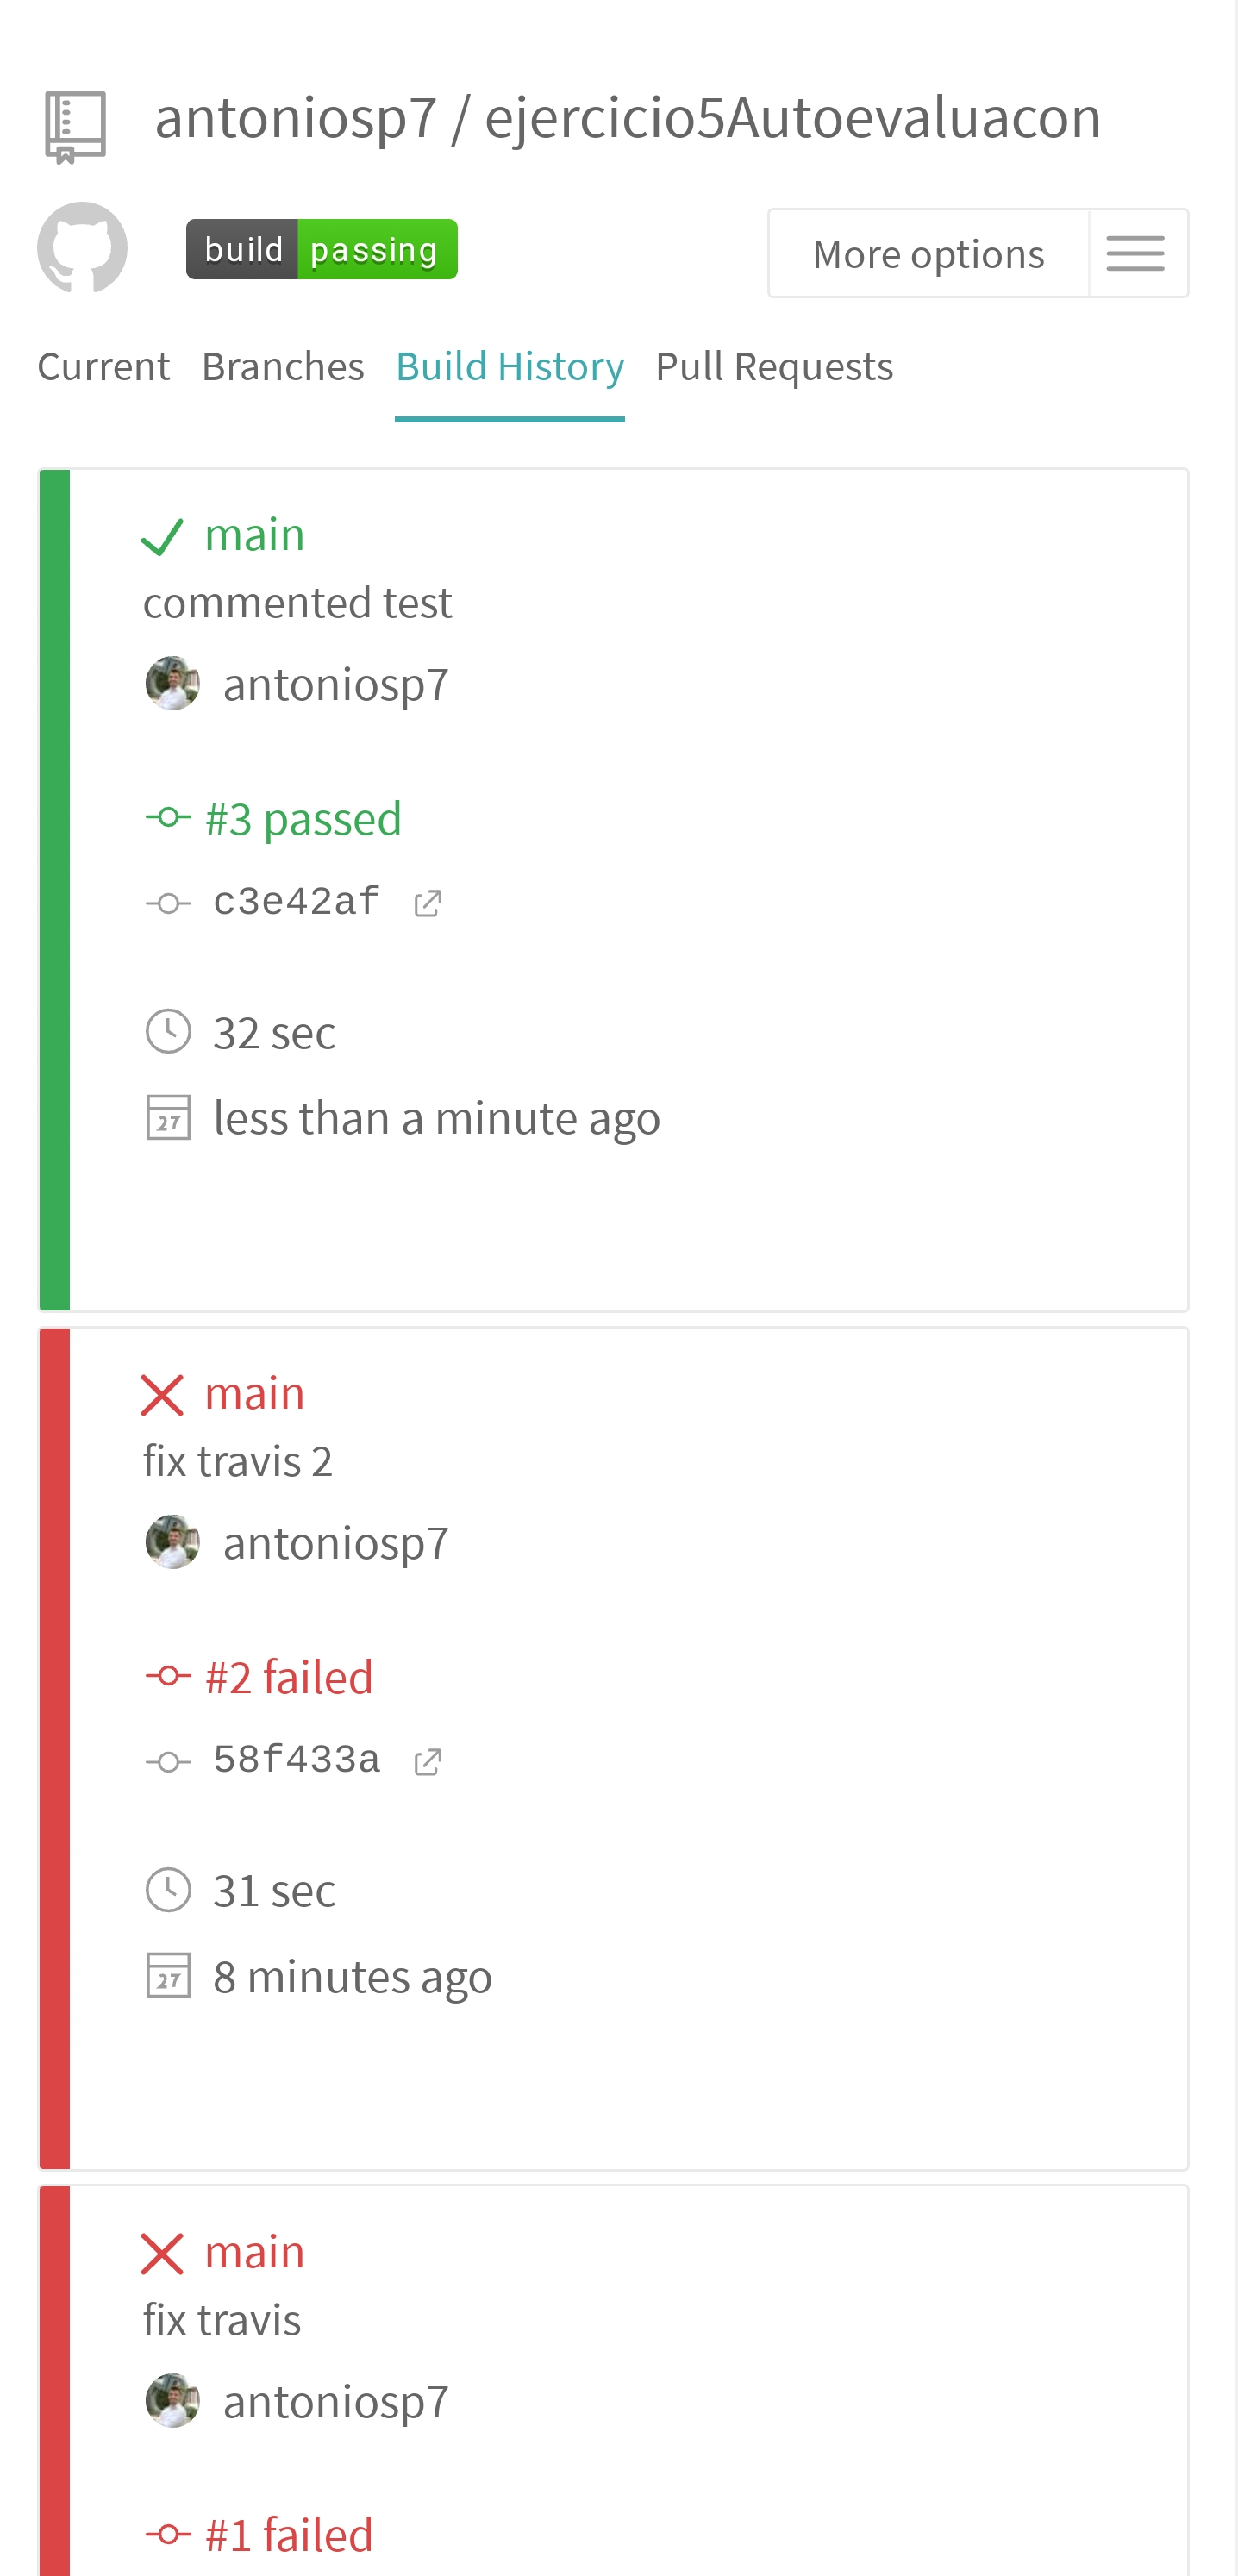 antoniosp7 / ejercicio5Autoevaluacon
build passing
More options
Current Branches Build History Pull Requests
main
commented test
antoniosp7
#3 passed
c3e42af
32 sec
27 less than a minute ago
main
fix travis 2
antoniosp7
#2 failed
58f433a
31 sec
27 8 minutes ago
main
fix travis
antoniosp7
#1 failed